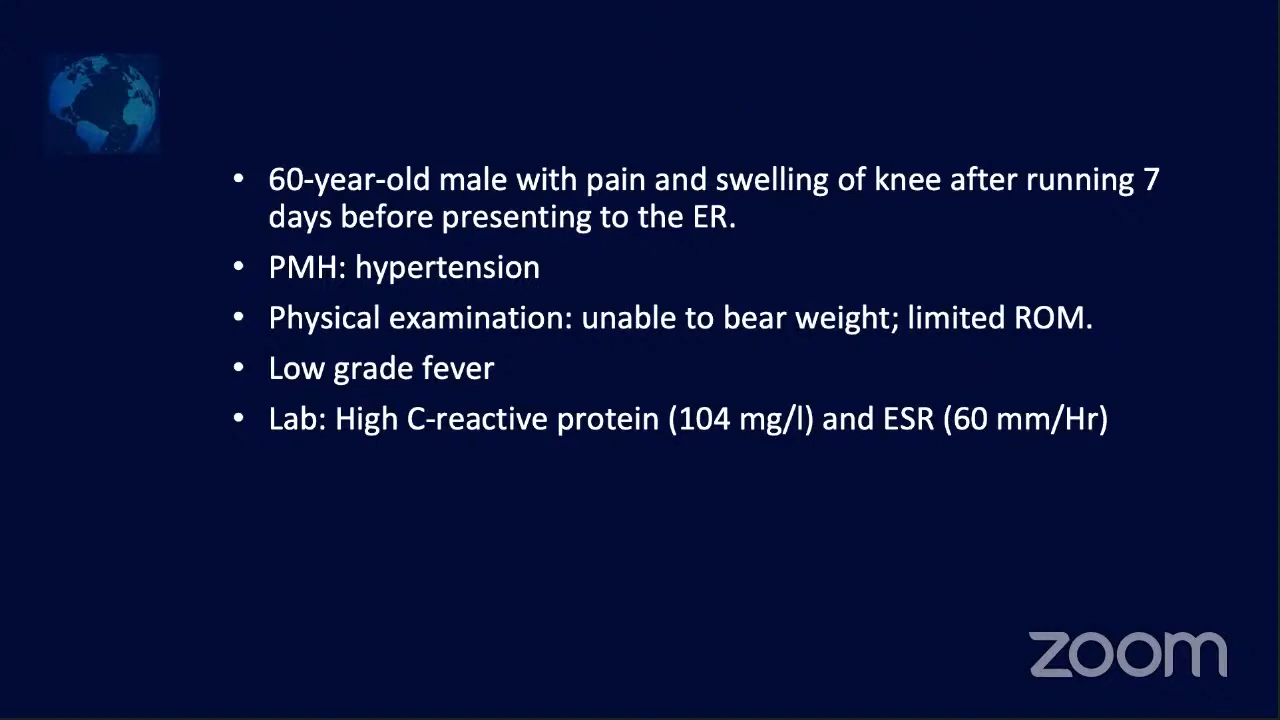 • 60-year-old male with pain and swelling of knee after running 7
days before presenting to the ER.
• PMH: hypertension
• Physical examination: unable to bear weight; limited ROM.
• Low grade fever
• Lab: High C-reactive protein (104 mg/l) and ESR (60 mm/Hr)
zoom